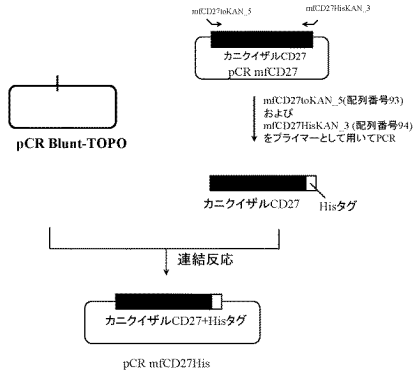 mfCD27toKAN_5
mfCD27HisKAN_3
カニクイザルCD27
pCR mfCD27
mfCD27toKAN_5(配列番号93)
および
mfCD27HisKAN_3 (配列番号94)
をプライマーとして用いてPCR
pCR Blunt-TOPO
カニクイザルCD27
Hisタグ
連結反応
カニクイザルCD27+Hisタグ
pCR mfCD27His